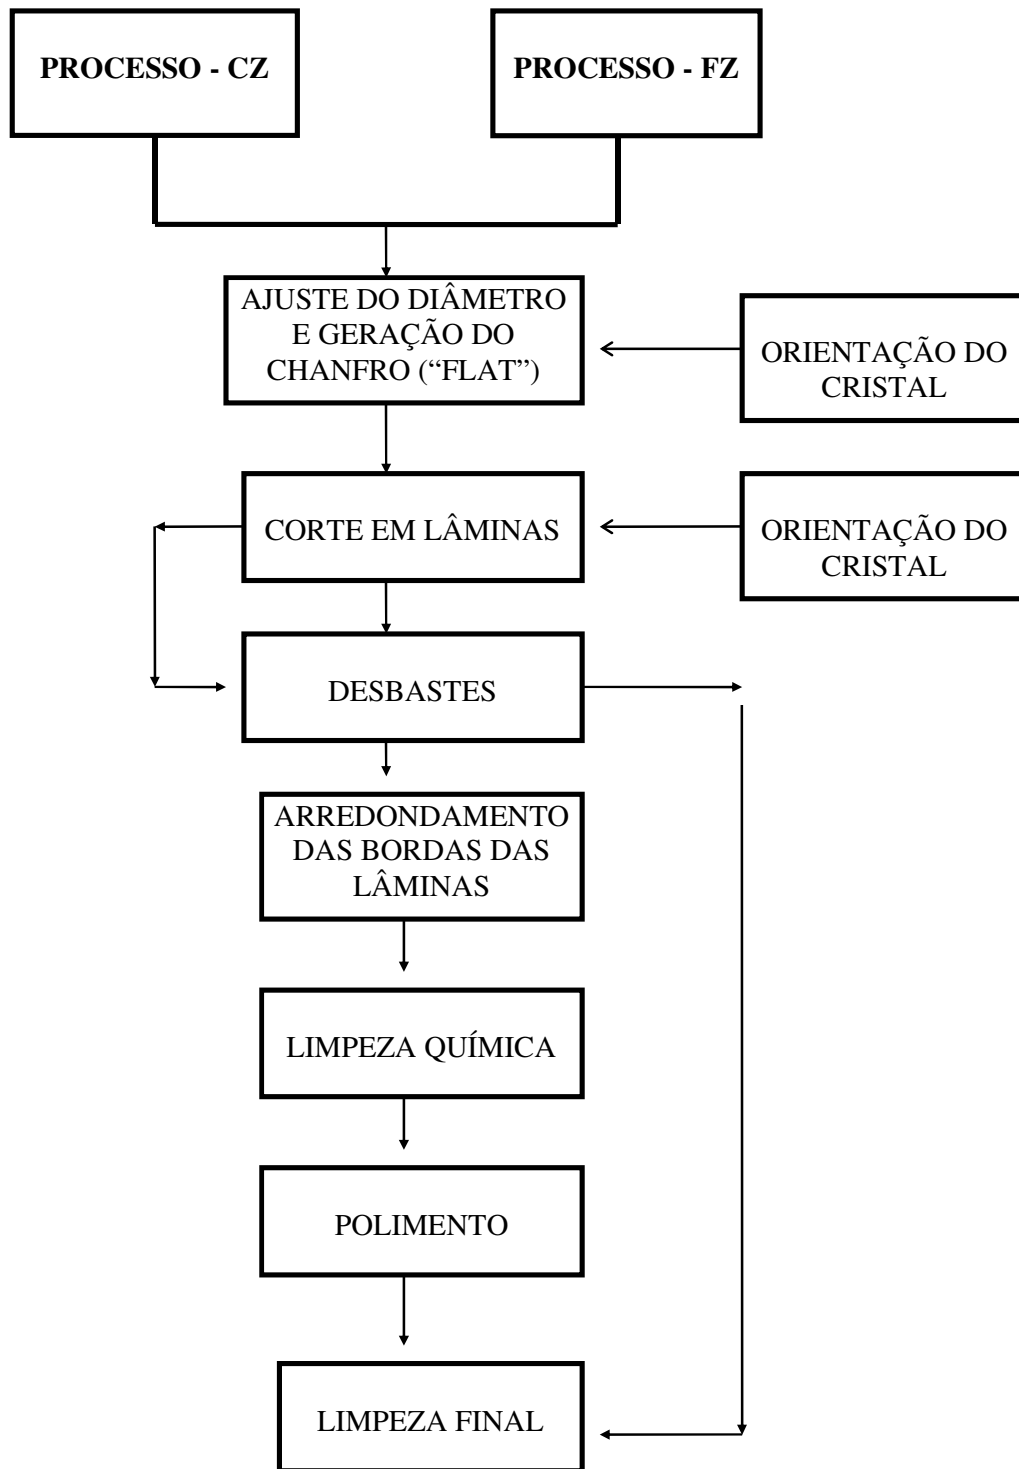 PROCESSO - CZ
PROCESSO - FZ
AJUSTE DO DIÂMETRO
E GERAÇÃO DO
CHANFRO (“FLAT”)
ORIENTAÇÃO DO
CRISTAL
CORTE EM LÂMINAS
ORIENTAÇÃO DO
CRISTAL
DESBASTES
ARREDONDAMENTO
DAS BORDAS DAS
LÂMINAS
LIMPEZA QUÍMICA
POLIMENTO
LIMPEZA FINAL